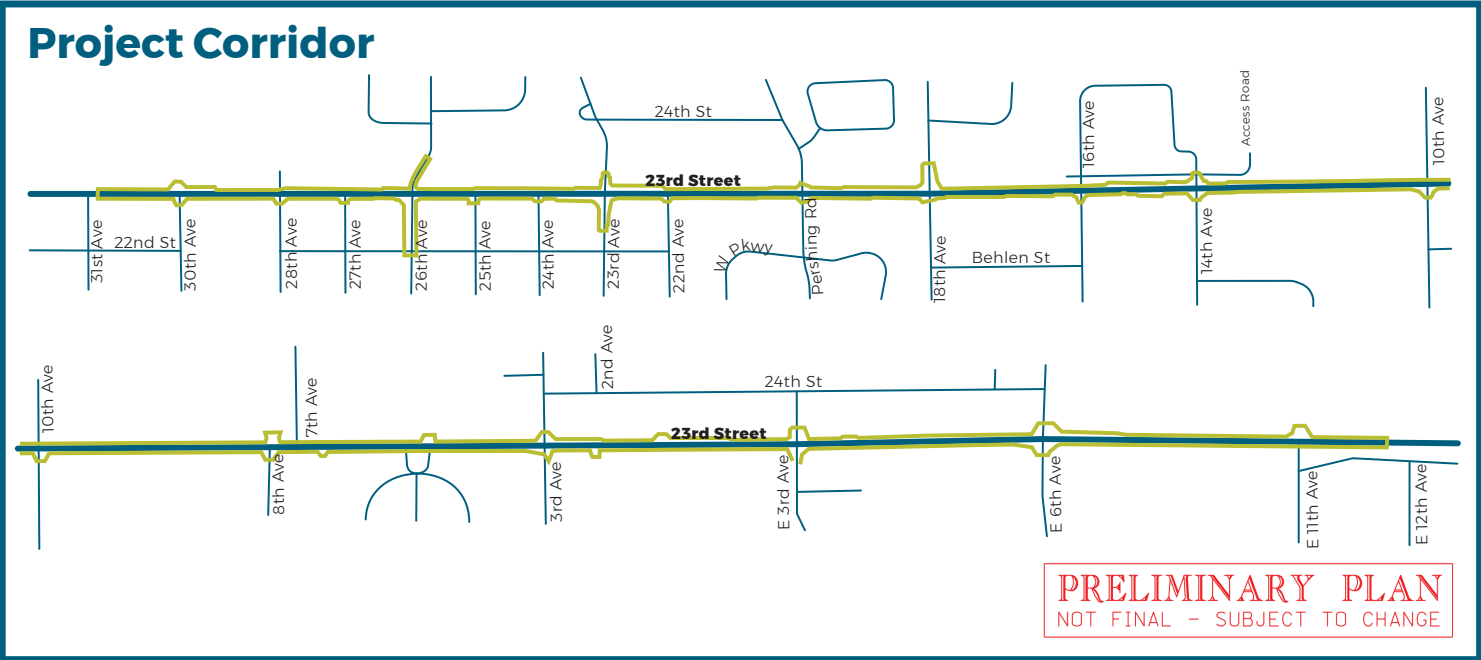 Project Corridor
24th St
16th Ave
Access Road
10th Ave
23rd Street
31st Ave
22nd St
30th Ave
28th Ave
27th Ave
26th Ave
25th Ave
24th Ave
23rd Ave
22nd Ave
W Pkwy
Pershing Rd
18th Ave
Behlen St
14th Ave
10th Ave
7th Ave
2nd Ave
24th St
23rd Street
8th Ave
3rd Ave
E 3rd Ave
E 6th Ave
E 11th Ave
E 12th Ave
PRELIMINARY PLAN
NOT FINAL - SUBJECT TO CHANGE